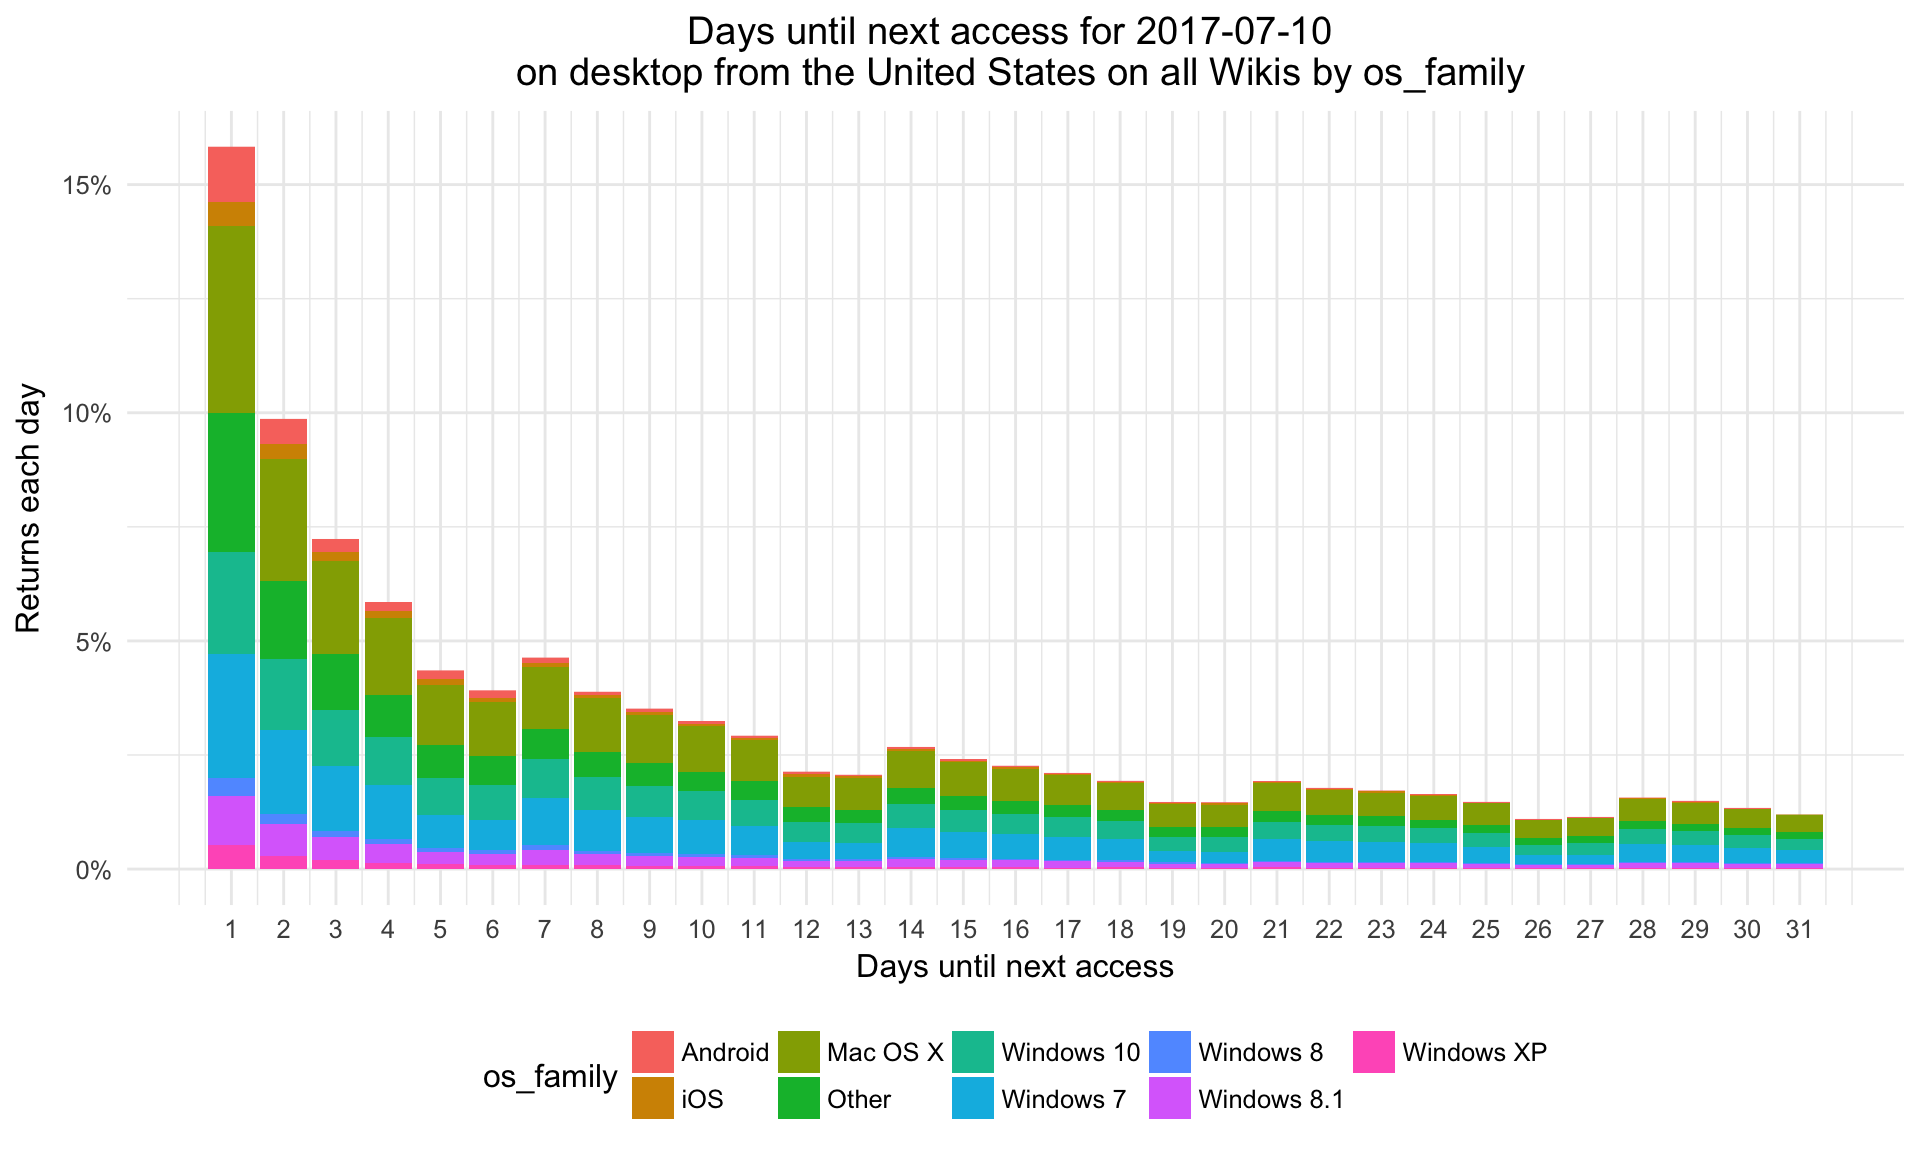 Days until next access for 2017-07-10
on desktop from the United States on all Wikis by os_family
Returns each day
15%
10%
5%
0%
1 2 3 4 5 6 7 8 9 10 11 12 13 14 15 16 17 18 19 20 21 22 23 24 25 26 27 28 29 30 31
Days until next access
os_family
Android Mac OS X Windows 10 Windows 8 Windows XP
iOS Other Windows 7 Windows 8.1